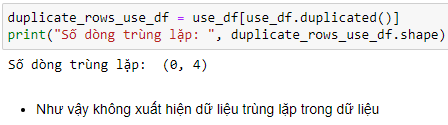 duplicate_rows_use_df = use_df[use_df.duplicated()]
print("Số dòng trùng lặp: ", duplicate_rows_use_df.shape)
Số dòng trùng lặp:  (0, 4)
• Như vậy không xuất hiện dữ liệu trùng lặp trong dữ liệu